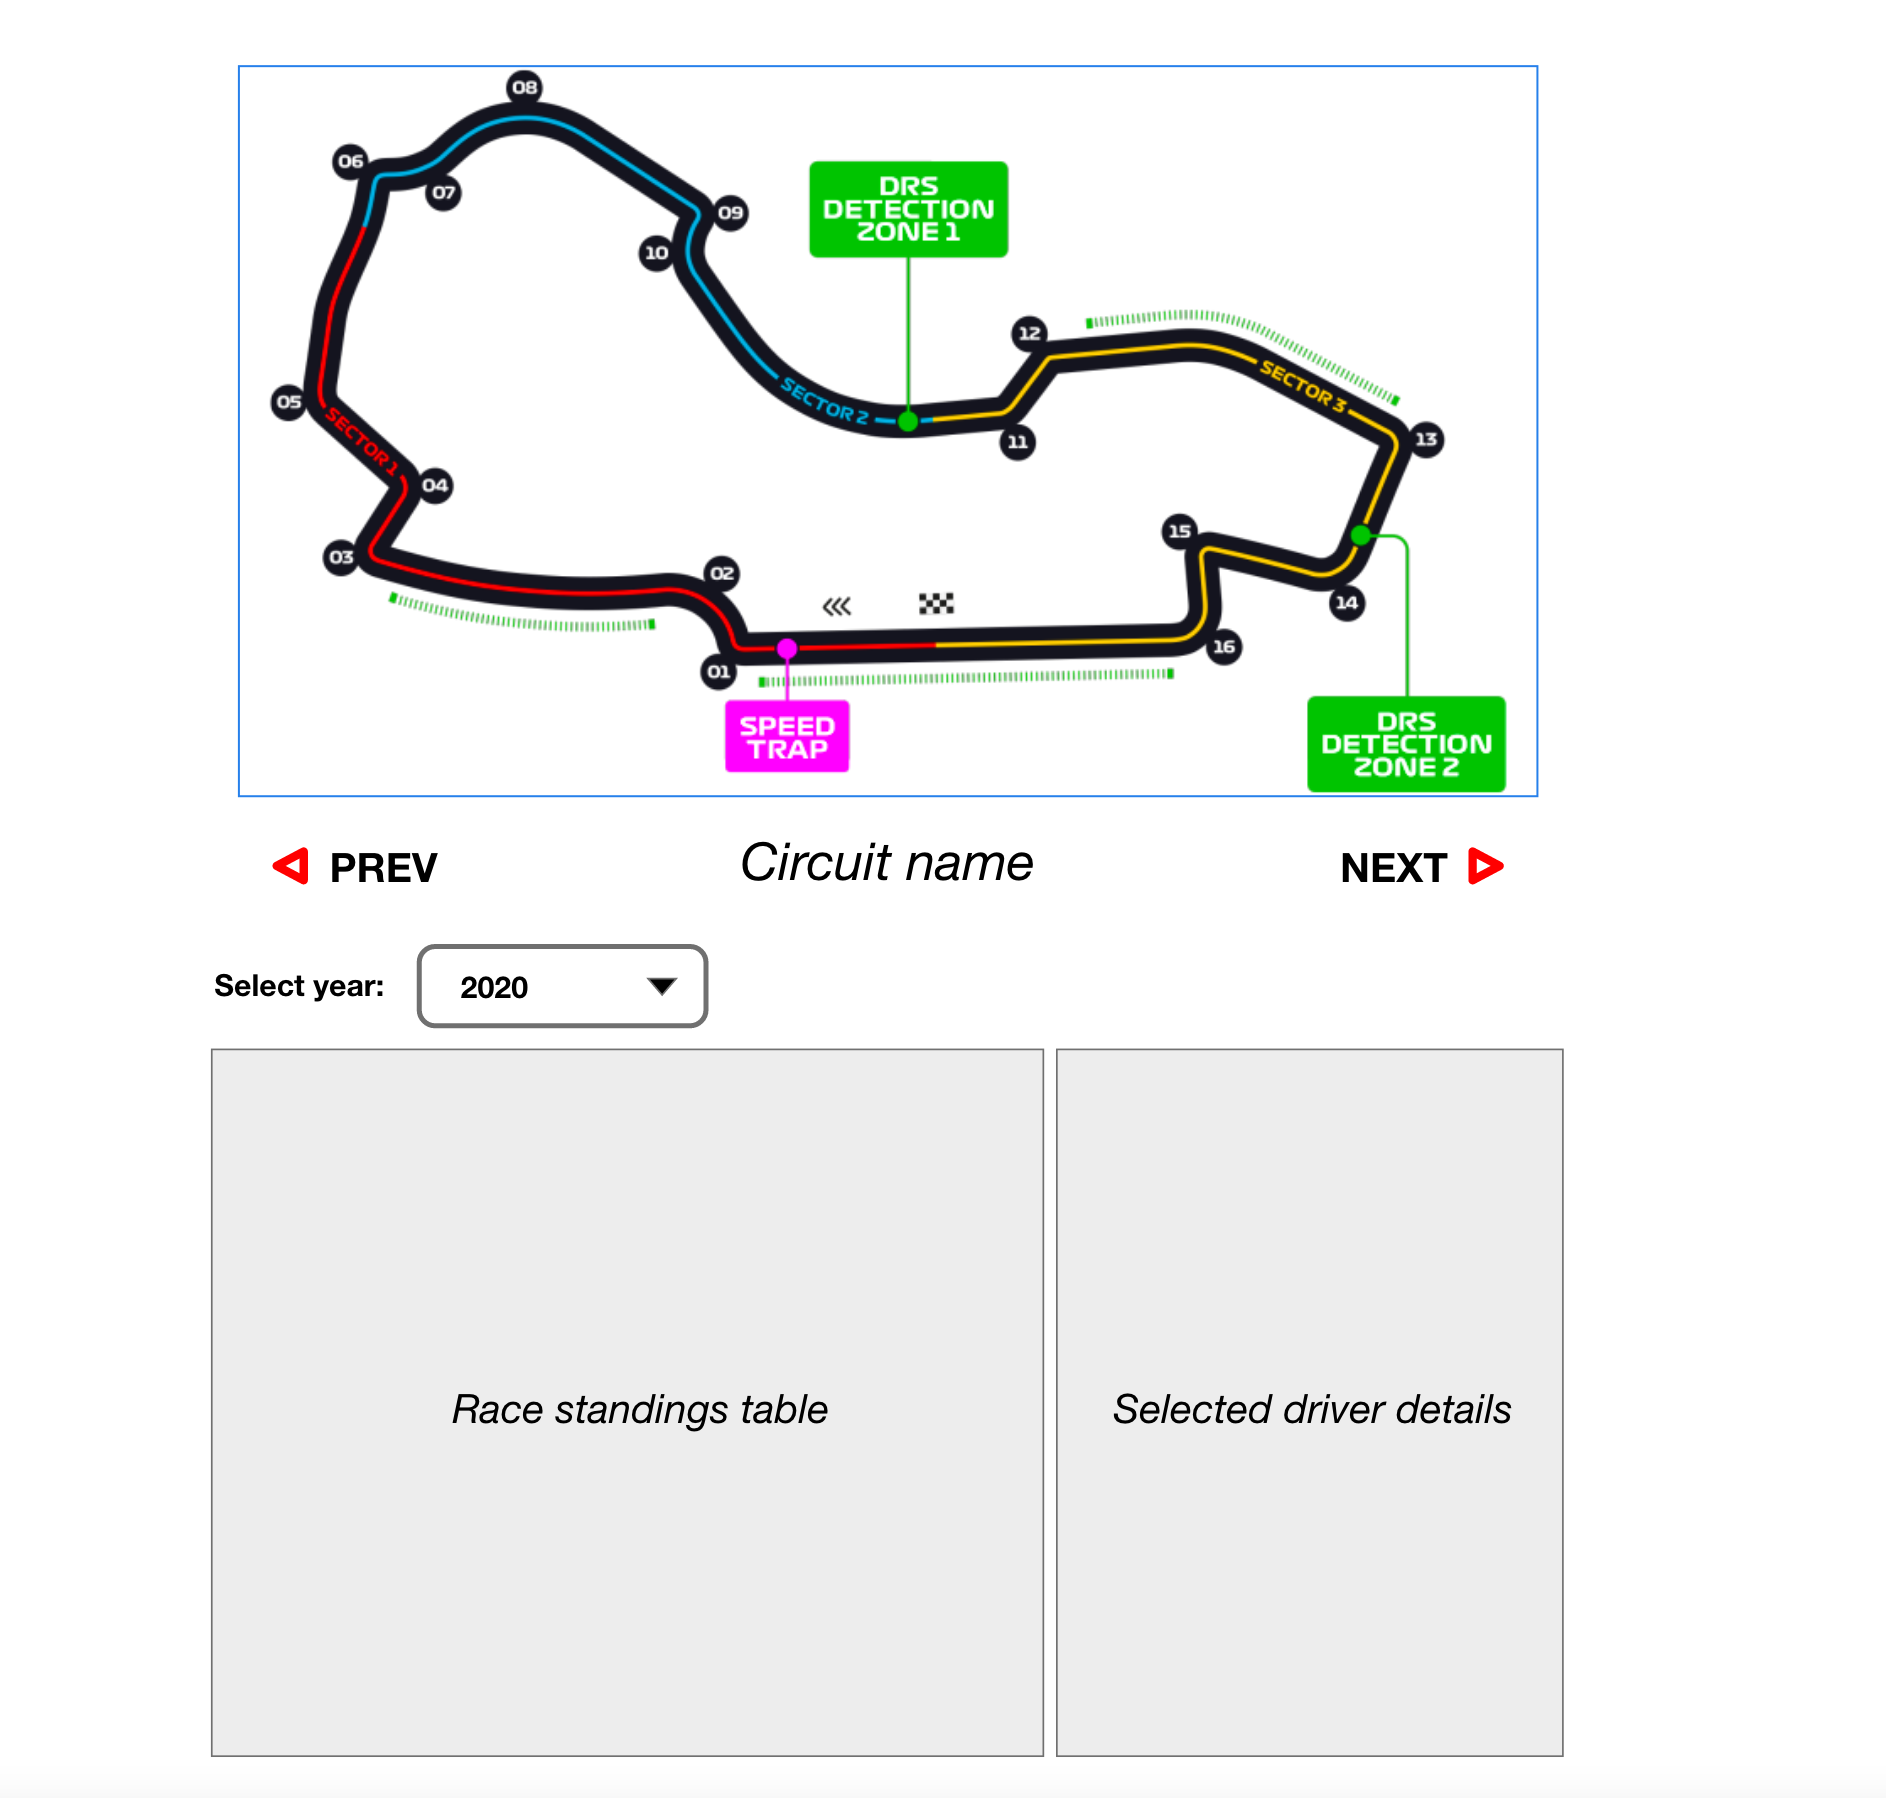 08
06
07
09
10
DRS
DETECTION
ZONE 1
12
SECTOR 3
05
SECTOR 1
SECTOR 2
11
13
04
03
02
15
14
01
16
SPEED
TRAP
DRS
DETECTION
ZONE 2
PREV
Circuit name
NEXT
Select year:
2020
Race standings table
Selected driver details